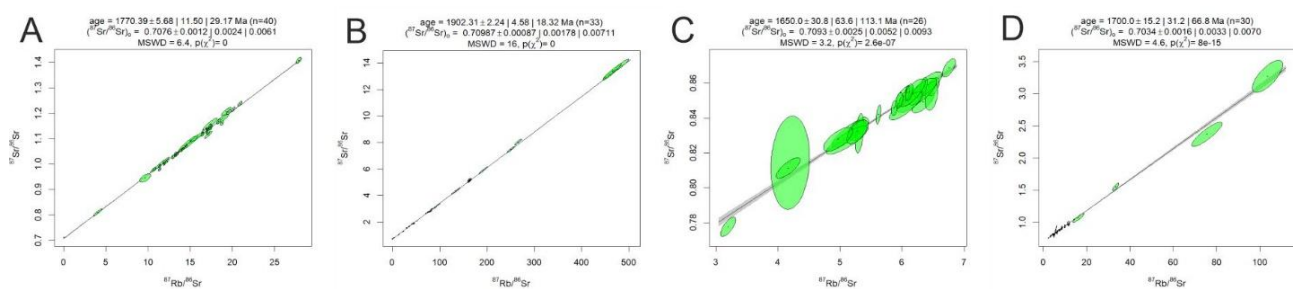 A
age = 1770.39 ± 5.68 | 11.50 | 29.17 Ma (n=40)
(⁸⁷Sr/⁸⁶Sr)ₒ = 0.7076 ± 0.0012 | 0.0024 | 0.0061
MSWD = 6.4, p(χ²)= 0
⁸⁷Sr/⁸⁶Sr
1.4
1.3
1.2
1.1
1.0
0.9
0.8
0.7
0 5 10 15 20 25
⁸⁷Rb/⁸⁶Sr
B
age = 1902.31 ± 2.24 | 4.58 | 18.32 Ma (n=33)
(⁸⁷Sr/⁸⁶Sr)ₒ = 0.70987 ± 0.00087 | 0.00178 | 0.00711
MSWD = 16, p(χ²)= 0
⁸⁷Sr/⁸⁶Sr
14
12
10
8
6
4
2
0 100 200 300 400 500
⁸⁷Rb/⁸⁶Sr
C
age = 1650.0 ± 30.8 | 63.6 | 113.1 Ma (n=26)
(⁸⁷Sr/⁸⁶Sr)ₒ = 0.7093 ± 0.0025 | 0.0052 | 0.0093
MSWD = 3.2, p(χ²) = 2.6e-07
⁸⁷Sr/⁸⁶Sr
0.86
0.84
0.82
0.80
0.78
3 4 5 6 7
⁸⁷Rb/⁸⁶Sr
D
age = 1700.0 ± 15.2 | 31.2 | 66.8 Ma (n=30)
(⁸⁷Sr/⁸⁶Sr)ₒ = 0.7034 ± 0.0016 | 0.0033 | 0.0070
MSWD = 4.6, p(χ²) = 8e-15
⁸⁷Sr/⁸⁶Sr
3.5
3.0
2.5
2.0
1.5
1.0
0 20 40 60 80 100
⁸⁷Rb/⁸⁶Sr